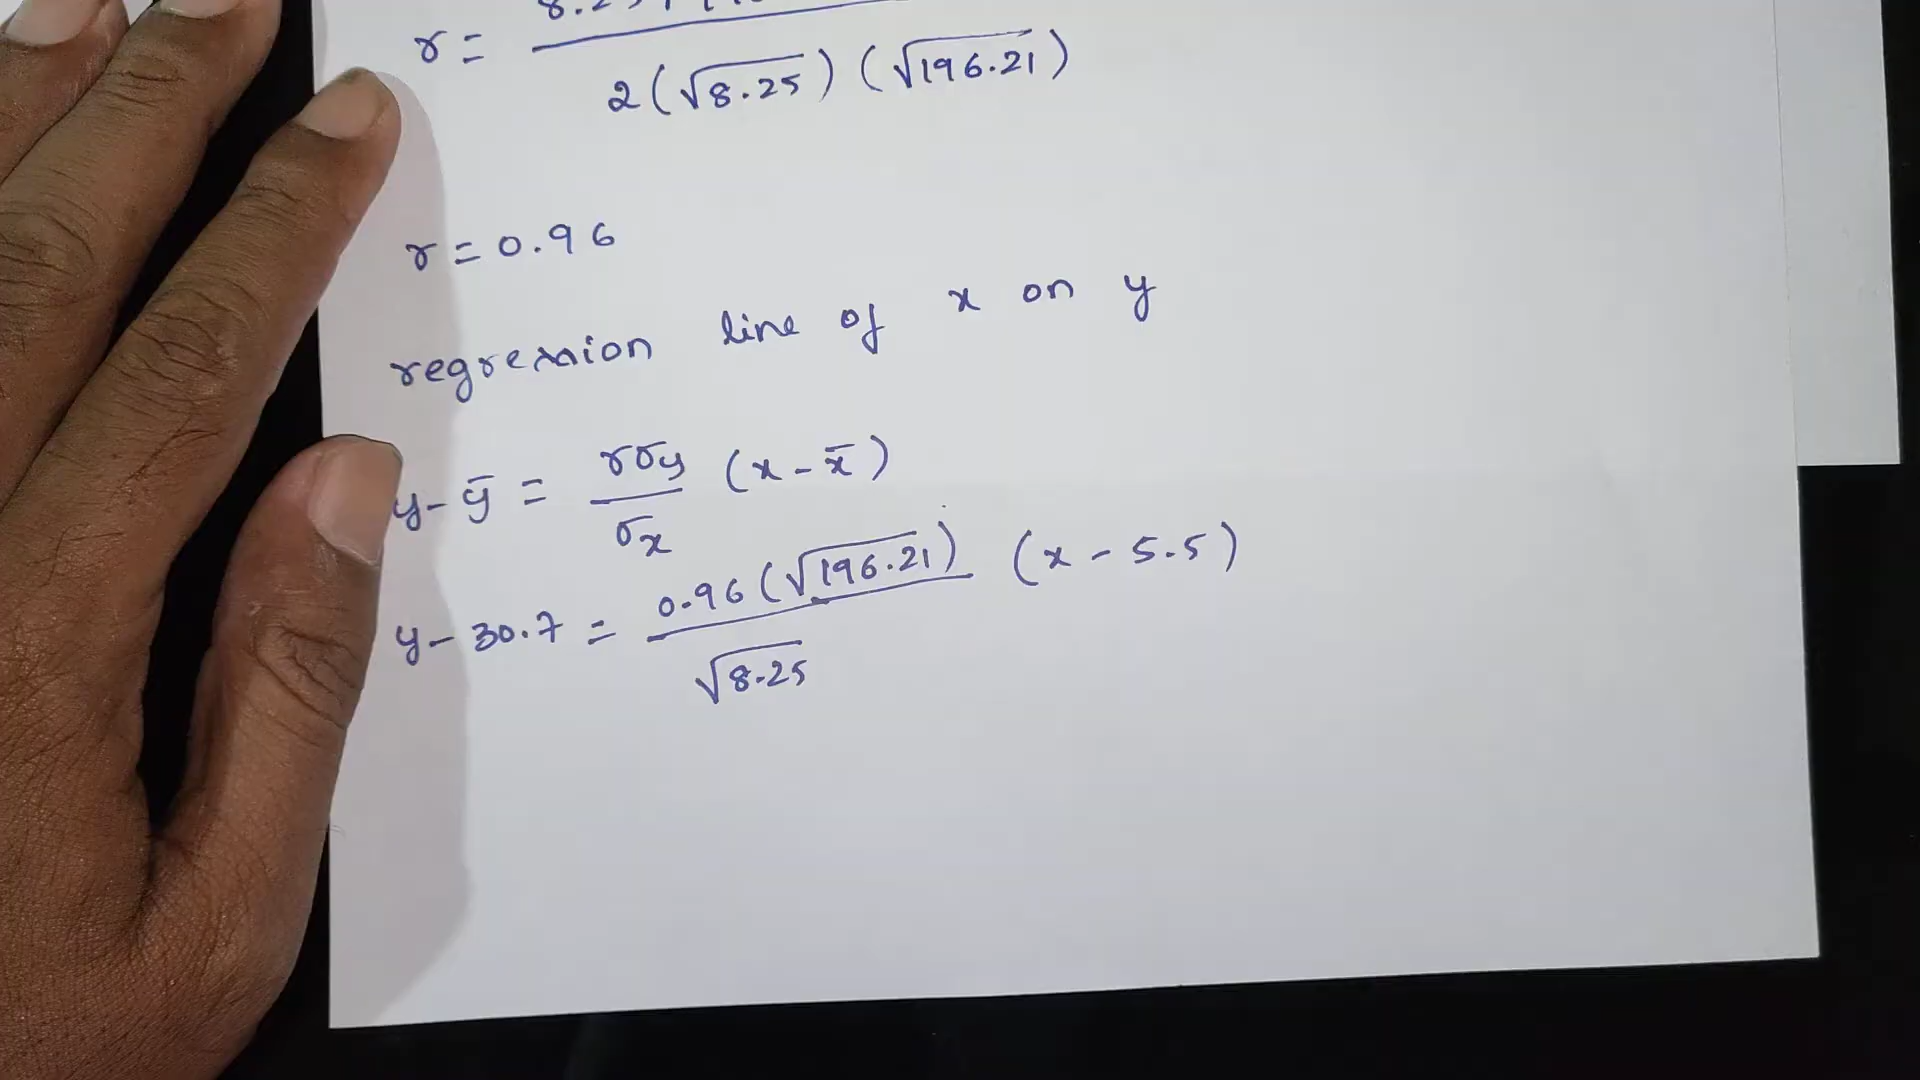 r =
2(√8.25) (√196.21)
r = 0.96
regression line of x on y
y - ȳ = rσy / σx (x - x̄)
y - 30.7 = 0.96(√196.21) / √8.25 (x - 5.5)